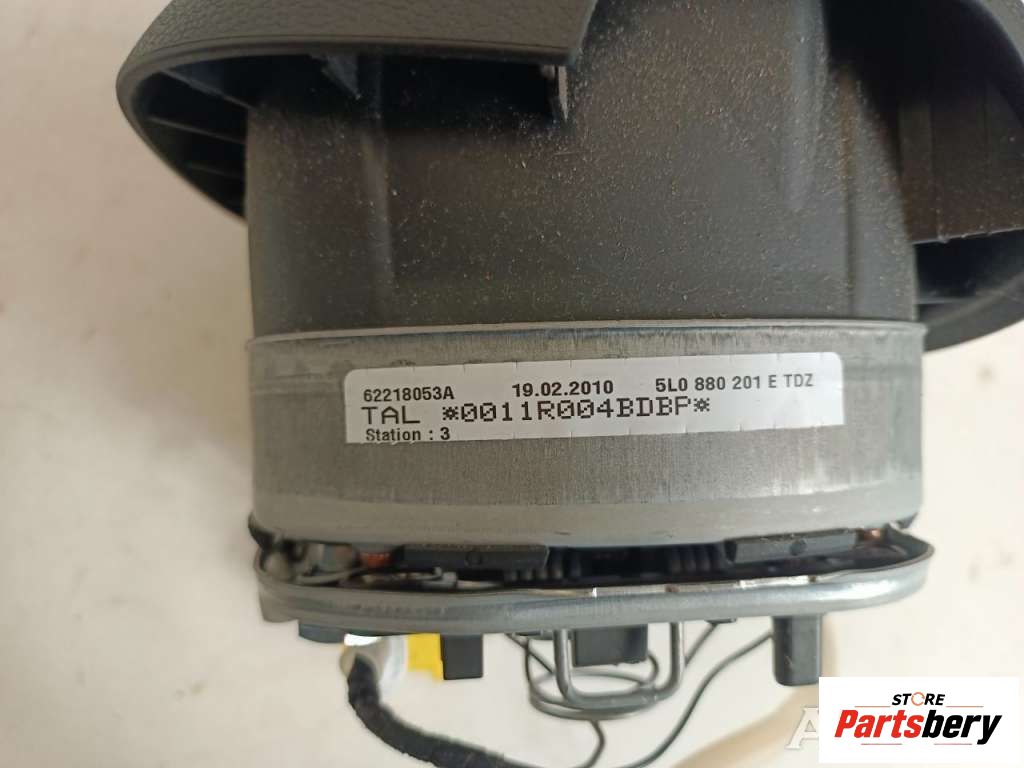 62218053A 19.02.2010 5L0 880 201 E TDZ
TAL *0011R004BDBP*
Station : 3
STORE
Partsbery